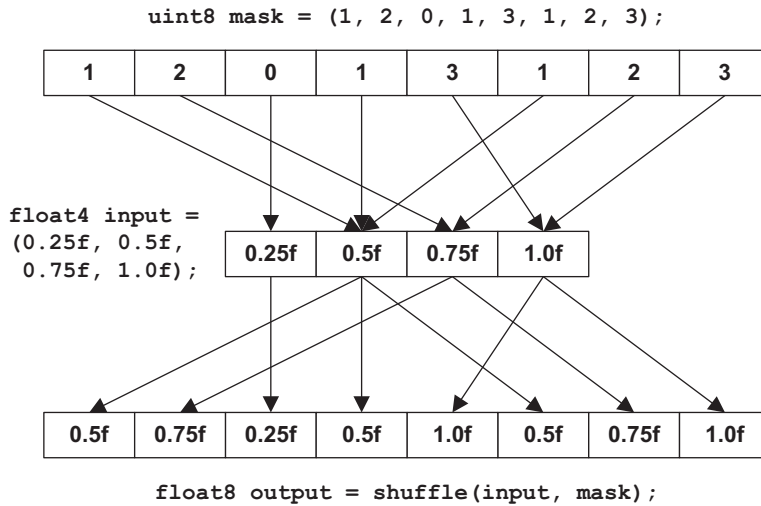 uint8 mask = (1, 2, 0, 1, 3, 1, 2, 3);
1 2 0 1 3 1 2 3
float4 input =
(0.25f, 0.5f,
0.75f, 1.0f);
0.25f 0.5f 0.75f 1.0f
0.5f 0.75f 0.25f 0.5f 1.0f 0.5f 0.75f 1.0f
float8 output = shuffle(input, mask);